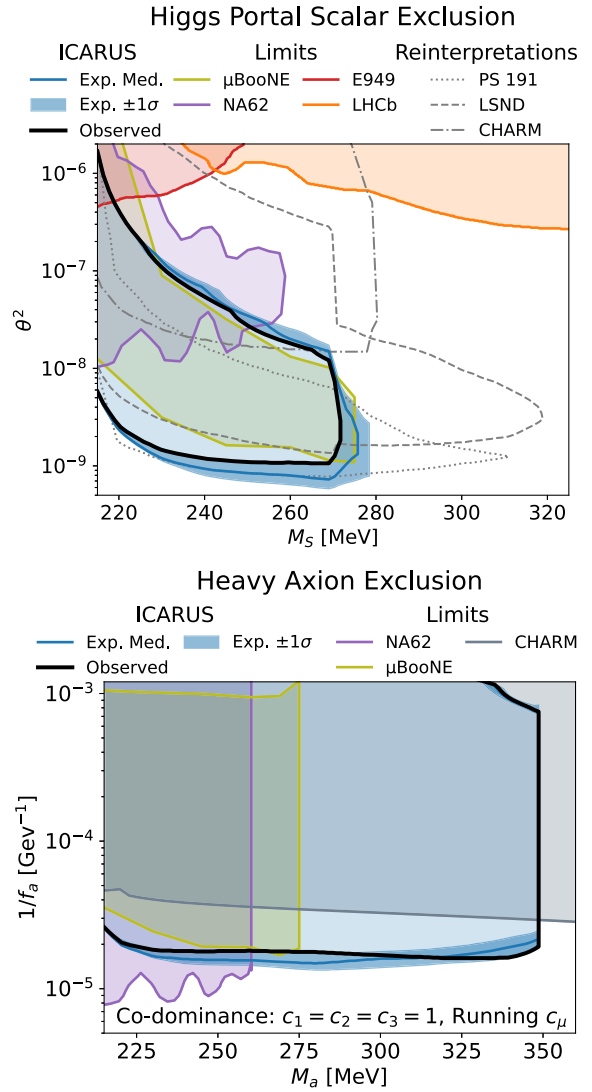 Higgs Portal Scalar Exclusion
ICARUS Limits Reinterpretations
Exp. Med. μBooNE E949 PS 191
Exp. ±1σ NA62 LHCb LSND
Observed CHARM
10⁻⁶
10⁻⁷
10⁻⁸
10⁻⁹
θ²
220 240 260 280 300 320
M_S [MeV]
Heavy Axion Exclusion
ICARUS Limits
Exp. Med. Exp. ±1σ NA62 CHARM
Observed μBooNE
10⁻³
10⁻⁴
10⁻⁵
1/f_a [GeV⁻¹]
Co-dominance: c₁ = c₂ = c₃ = 1, Running c_μ
225 250 275 300 325 350
M_a [MeV]